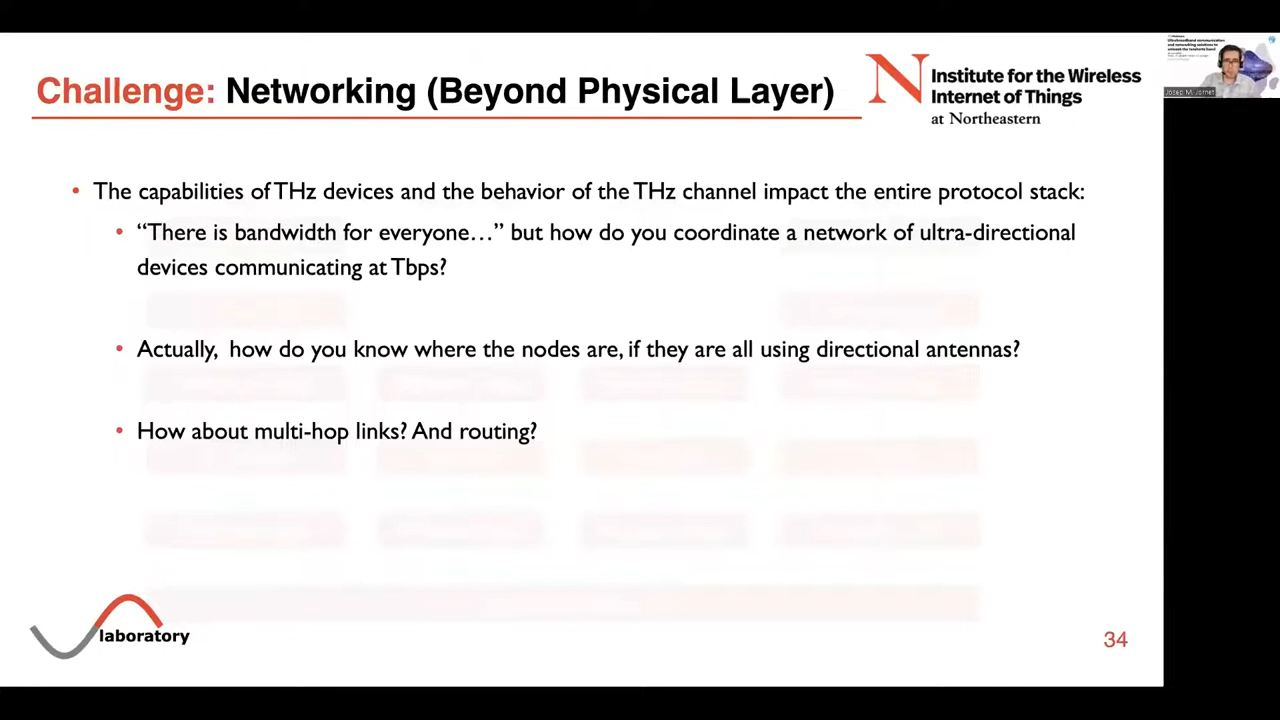 Challenge: Networking (Beyond Physical Layer)
Institute for the Wireless
Internet of Things
at Northeastern
• The capabilities of THz devices and the behavior of the THz channel impact the entire protocol stack:
• “There is bandwidth for everyone…” but how do you coordinate a network of ultra-directional
devices communicating at Tbps?
• Actually, how do you know where the nodes are, if they are all using directional antennas?
• How about multi-hop links? And routing?
laboratory
34
Josep M. Jornet